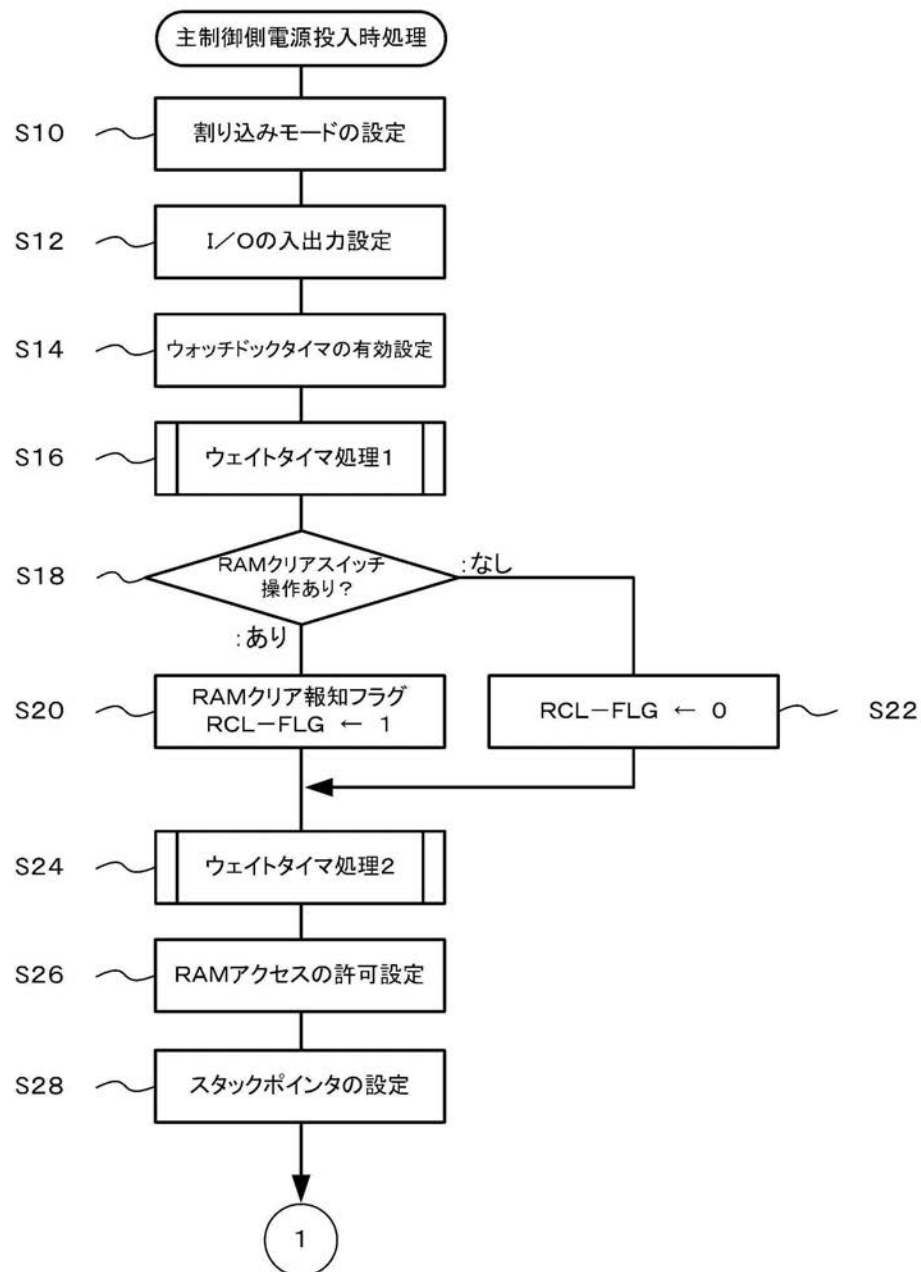 主制御側電源投入時処理
S10
割り込みモードの設定
S12
I/Oの入出力設定
S14
ウォッチドックタイマの有効設定
S16
ウェイトタイマ処理1
S18
RAMクリアスイッチ
操作あり?
:なし
:あり
S20
RAMクリア報知フラグ
RCL-FLG ← 1
RCL-FLG ← 0
S22
S24
ウェイトタイマ処理2
S26
RAMアクセスの許可設定
S28
スタックポインタの設定
1